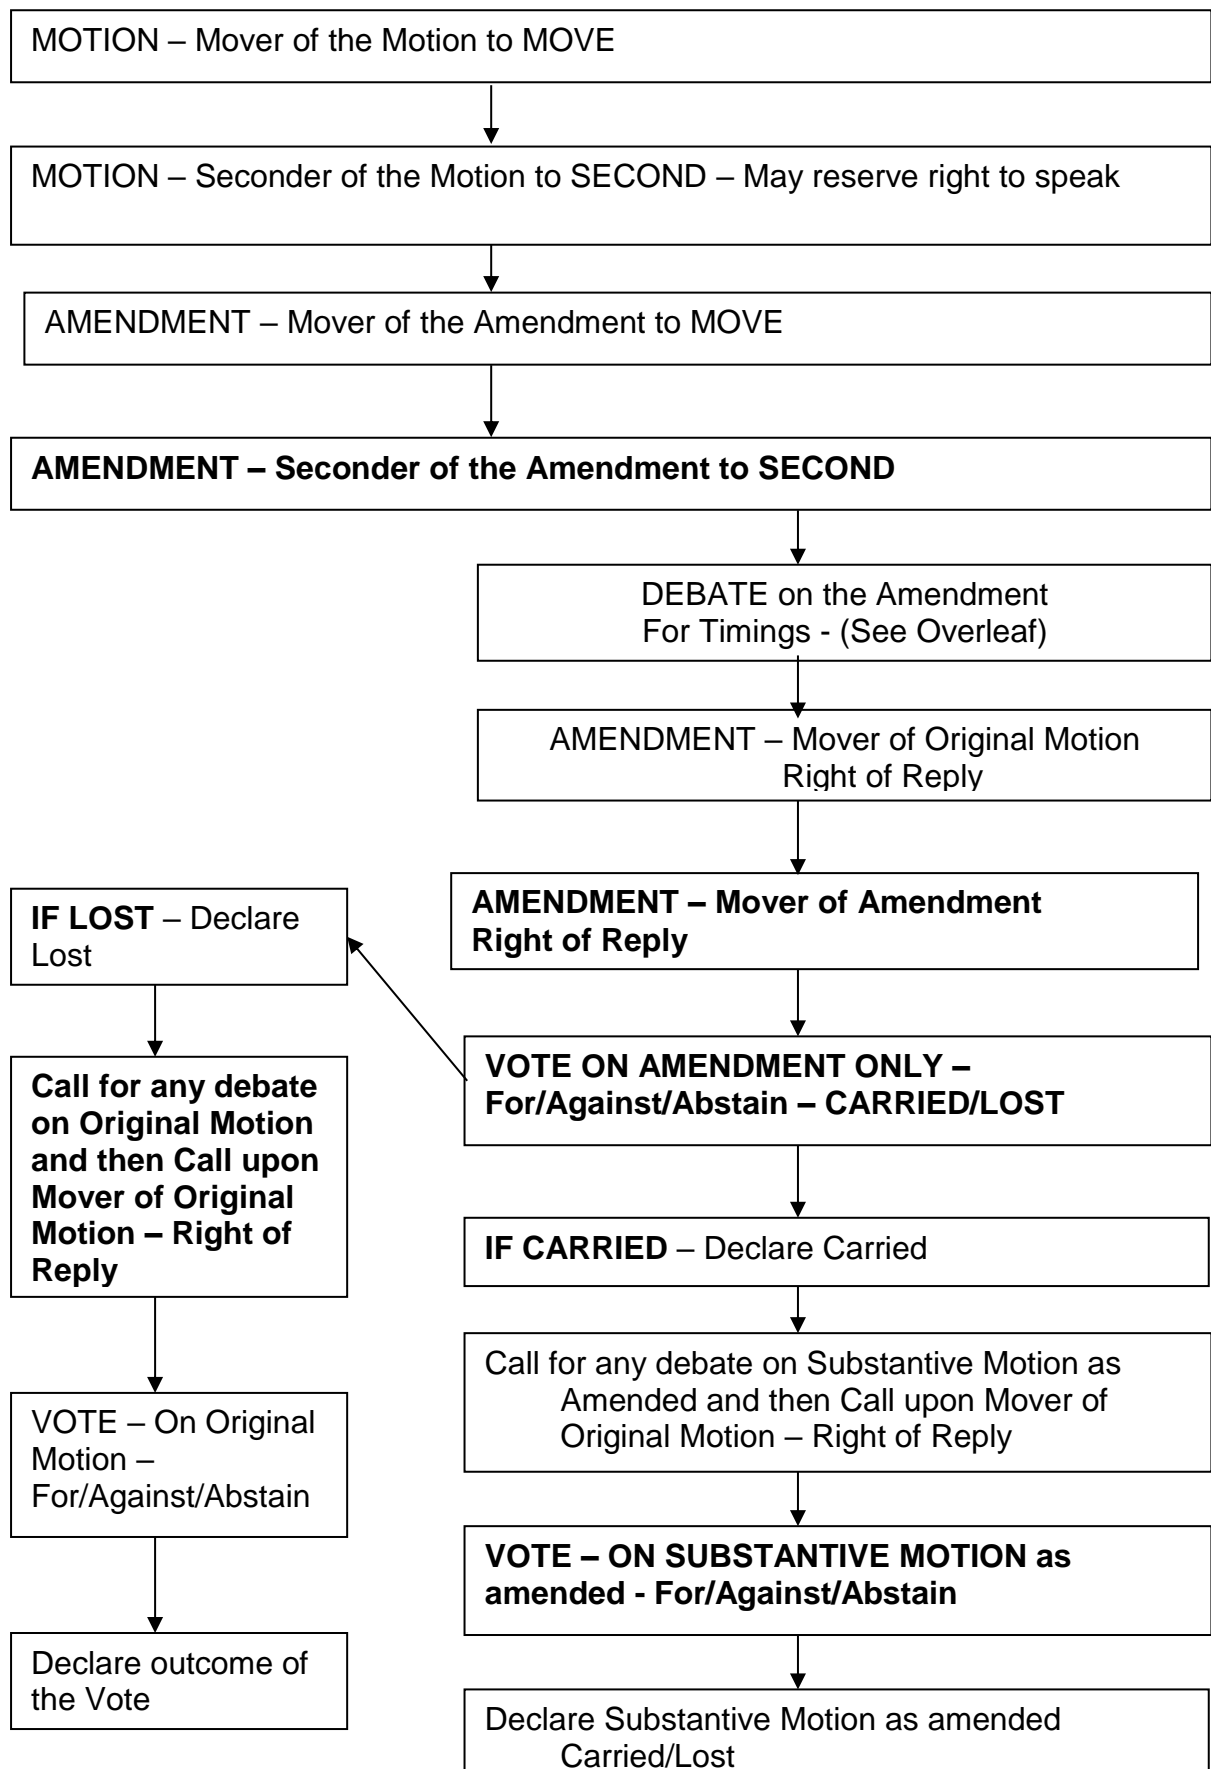 MOTION – Mover of the Motion to MOVE
MOTION – Seconder of the Motion to SECOND – May reserve right to speak
AMENDMENT – Mover of the Amendment to MOVE
AMENDMENT – Seconder of the Amendment to SECOND
DEBATE on the Amendment
For Timings - (See Overleaf)
AMENDMENT – Mover of Original Motion
Right of Reply
AMENDMENT – Mover of Amendment
Right of Reply
VOTE ON AMENDMENT ONLY –
For/Against/Abstain – CARRIED/LOST
IF LOST – Declare
Lost
Call for any debate
on Original Motion
and then Call upon
Mover of Original
Motion – Right of
Reply
VOTE – On Original
Motion –
For/Against/Abstain
Declare outcome of
the Vote
IF CARRIED – Declare Carried
Call for any debate on Substantive Motion as
Amended and then Call upon Mover of
Original Motion – Right of Reply
VOTE – ON SUBSTANTIVE MOTION as
amended - For/Against/Abstain
Declare Substantive Motion as amended
Carried/Lost